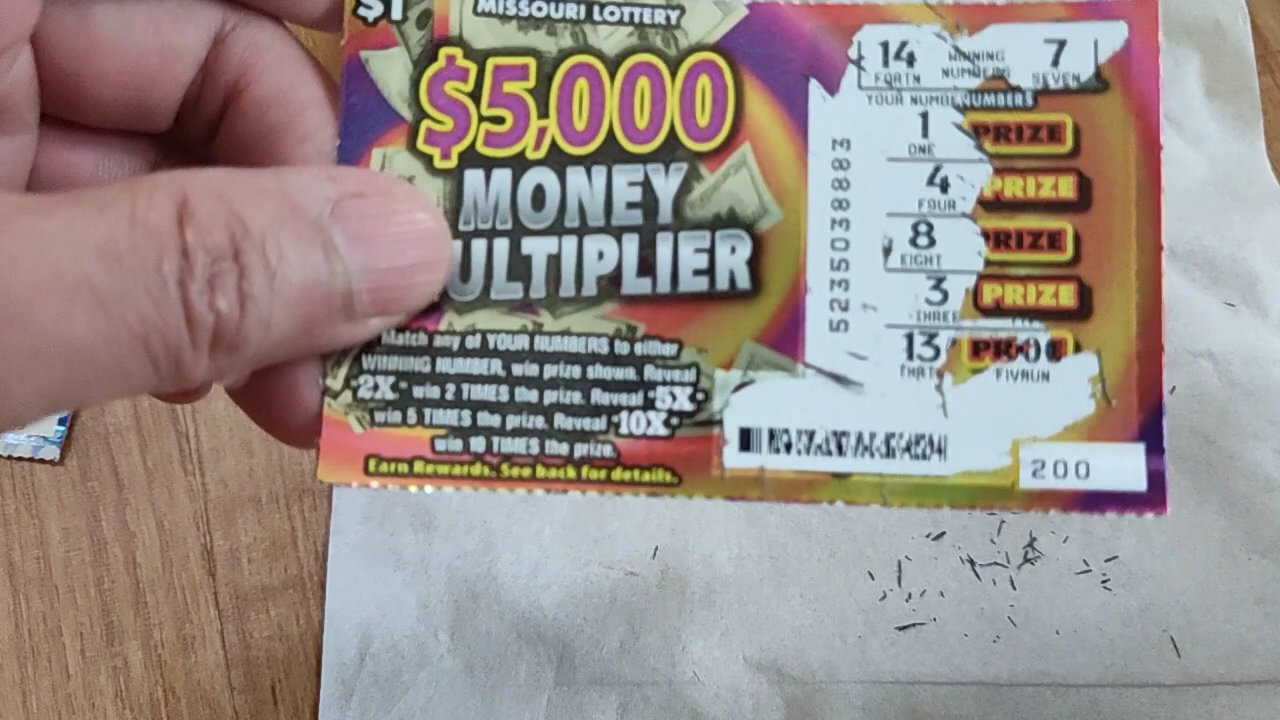 $1
MISSOURI LOTTERY
$5,000
MONEY
ULTIPLIER
Match any of YOUR NUMBERS to either
WINNING NUMBER, win prize shown. Reveal
"2X" win 2 TIMES the prize. Reveal "5X"
win 5 TIMES the prize. Reveal "10X"
win 10 TIMES the prize.
Earn Rewards. See back for details.
14 WINNING 7
FORTN NUMBERS SEVEN
YOUR NUMBE NUMBERS
1 PRIZE
ONE
4 PRIZE
FOUR
8 PRIZE
EIGHT
3 PRIZE
THREE
13
5235038883
200